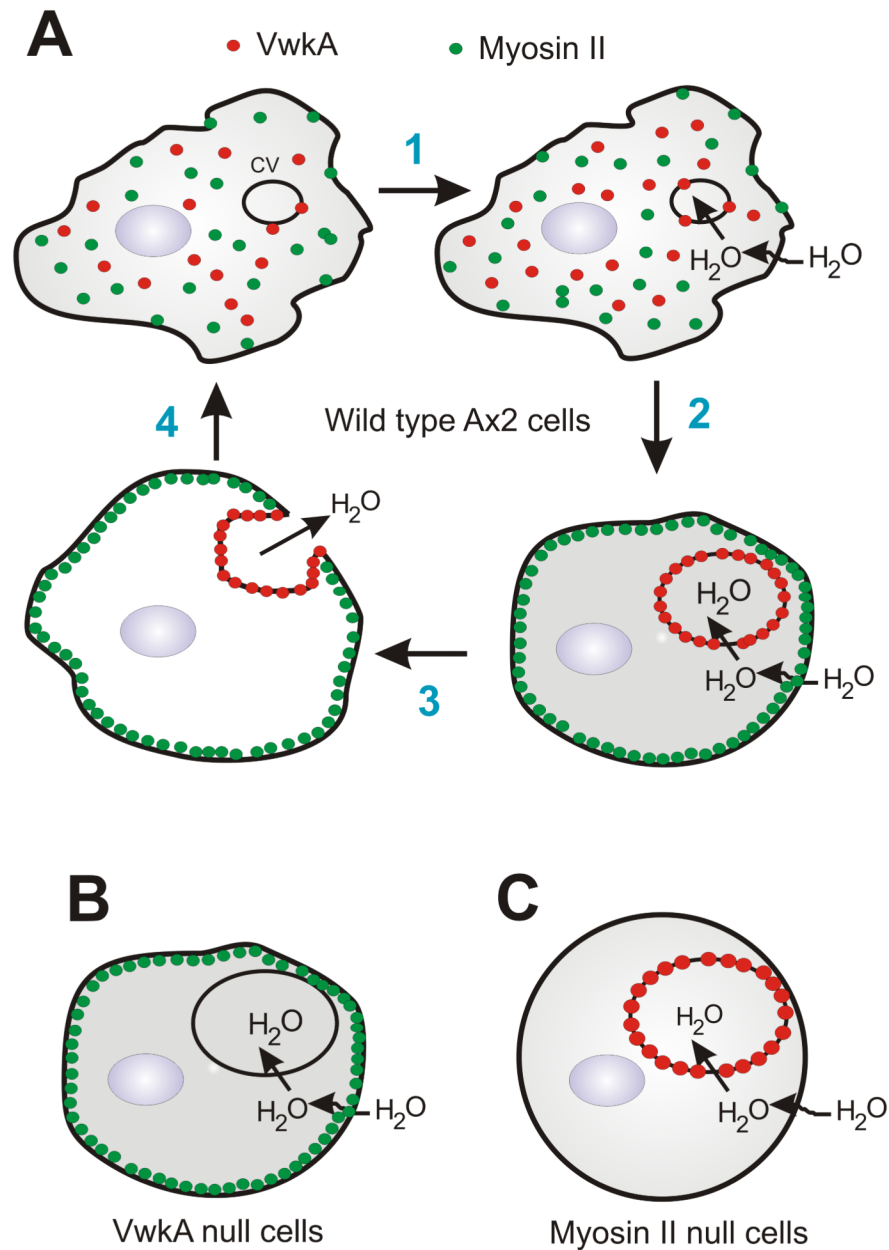 A
VwkA
Myosin II
CV
1
H₂O
H₂O
4
Wild type Ax2 cells
2
H₂O
H₂O
H₂O
H₂O
3
B
C
H₂O
H₂O
H₂O
H₂O
H₂O
H₂O
VwkA null cells
Myosin II null cells